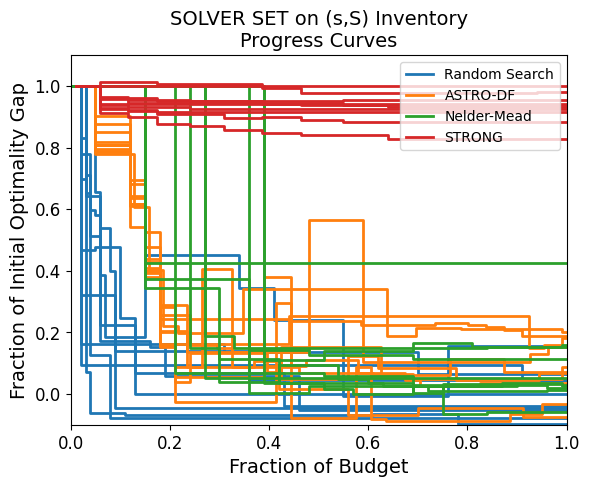 SOLVER SET on (s,S) Inventory
Progress Curves
Fraction of Initial Optimality Gap
1.0
0.8
0.6
0.4
0.2
0.0
Random Search
ASTRO-DF
Nelder-Mead
STRONG
0.0 0.2 0.4 0.6 0.8 1.0
Fraction of Budget